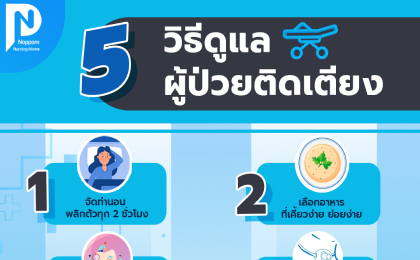 Noppom
Nursing Home
5
วิธีดูแล
ผู้ป่วยติดเตียง
1
จัดท่านอน
พลิกตัวทุก 2 ชั่วโมง
2
เลือกอาหาร
ที่เคี้ยวง่าย ย่อยง่าย